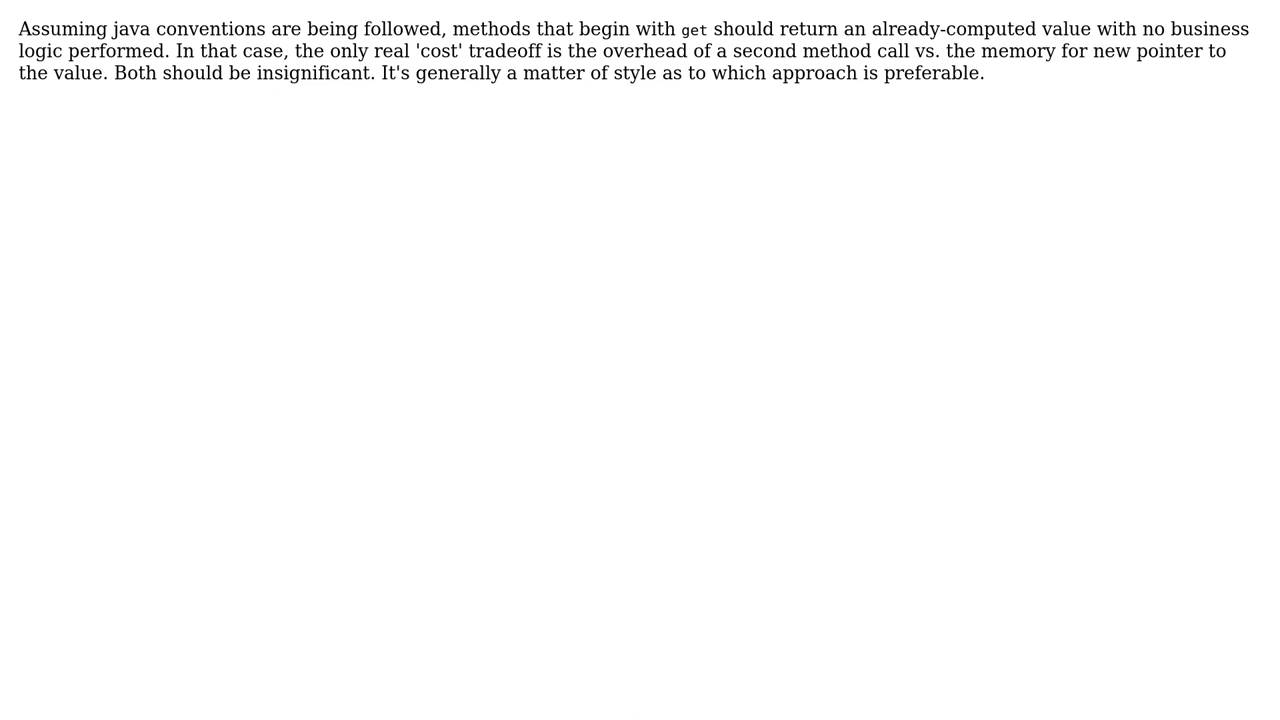 Assuming java conventions are being followed, methods that begin with get should return an already-computed value with no business
logic performed. In that case, the only real 'cost' tradeoff is the overhead of a second method call vs. the memory for new pointer to
the value. Both should be insignificant. It's generally a matter of style as to which approach is preferable.